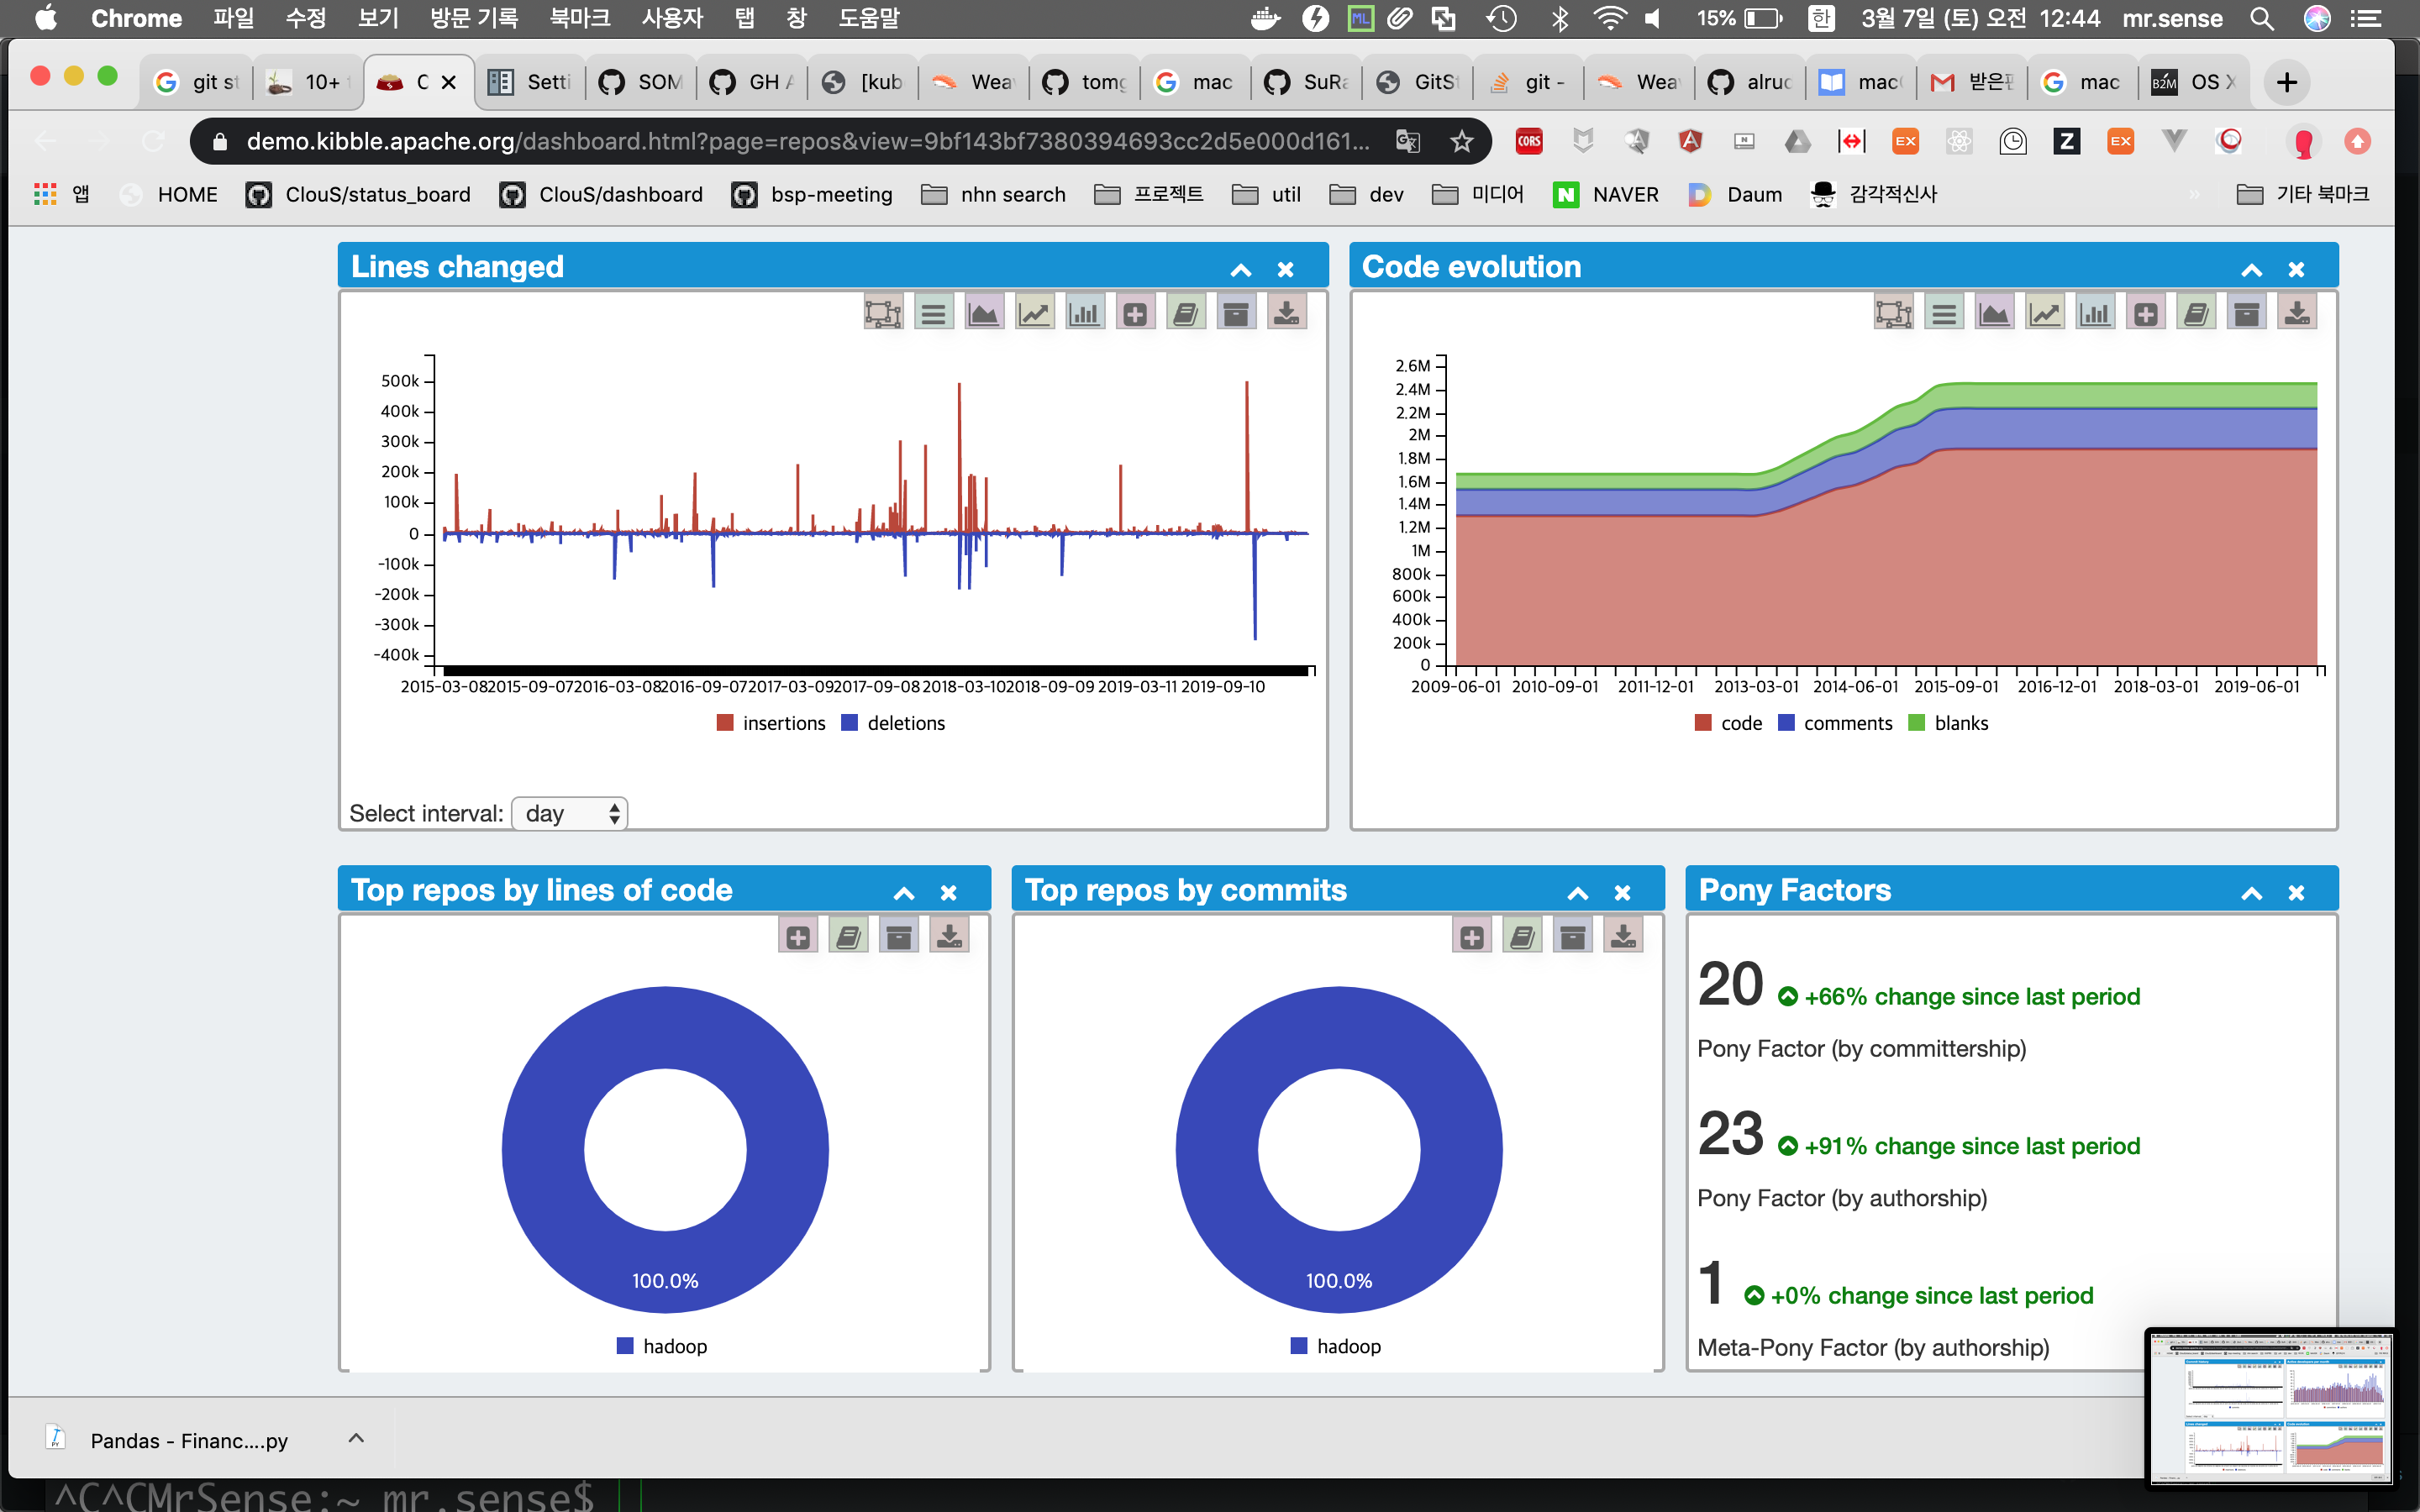 Chrome 파일 수정 보기 방문 기록 북마크 사용자 탭 창 도움말 ML 15% 한 3월 7일 (토) 오전 12:44 mr.sense
git st 10+ C Setti SOM GH [kub Wea tomg mac SuRa GitSt git - Wea alruc mac 받은 mac B2M OS X
demo.kibble.apache.org/dashboard.html?page=repos&view=9bf143bf7380394693cc2d5e000d161... CORS EX Z EX
앱 HOME ClouS/status_board ClouS/dashboard bsp-meeting nhn search 프로젝트 util dev 미디어 N NAVER Daum 감각적신사 » 기타 북마크
Lines changed
500k
400k
300k
200k
100k
0
-100k
-200k
-300k
-400k
2015-03-08 2015-09-07 2016-03-08 2016-09-07 2017-03-09 2017-09-08 2018-03-10 2018-09-09 2019-03-11 2019-09-10
insertions deletions
Select interval: day
Code evolution
2.6M
2.4M
2.2M
2M
1.8M
1.6M
1.4M
1.2M
1M
800k
600k
400k
200k
0
2009-06-01 2010-09-01 2011-12-01 2013-03-01 2014-06-01 2015-09-01 2016-12-01 2018-03-01 2019-06-01
code comments blanks
Top repos by lines of code
100.0%
hadoop
Top repos by commits
100.0%
hadoop
Pony Factors
20 +66% change since last period
Pony Factor (by committership)
23 +91% change since last period
Pony Factor (by authorship)
1 +0% change since last period
Meta-Pony Factor (by authorship)
Pandas - Financ....py
^C^CMrSense:~ mr.sense$